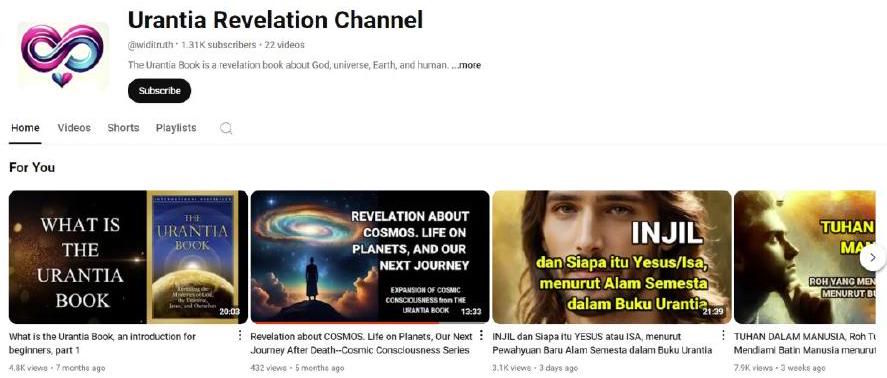 Urantia Revelation Channel
@widitruth · 1.31K subscribers · 22 videos
The Urantia Book is a revelation book about God, universe, Earth, and human. ...more
Subscribe
Home Videos Shorts Playlists
For You
WHAT IS
THE
URANTIA
BOOK
THE
URANTIA
BOOK
Revealing the
Mysteries of God,
the Universe,
Jesus, and Ourselves
20:03
REVELATION ABOUT
COSMOS. LIFE ON
PLANETS, AND OUR
NEXT JOURNEY
EXPANSION OF COSMIC
CONSCIOUSNESS from THE
URANTIA BOOK
13:33
INJIL
dan Siapa itu Yesus/Isa,
menurut Alam Semesta
dalam Buku Urantia
21:39
TUHAN
ROH YANG MEN
MENURUT BU
What is the Urantia Book, an introduction for
beginners, part 1
4.8K views · 7 months ago
Revelation about COSMOS. Life on Planets, Our Next
Journey After Death--Cosmic Consciousness Series
432 views · 5 months ago
INJIL dan Siapa itu YESUS atau ISA, menurut
Pewahyuan Baru Alam Semesta dalam Buku Urantia
3.1K views · 3 days ago
TUHAN DALAM MANUSIA, Roh
Mendiami Batin Manusia menurut
7.9K views · 3 weeks ago